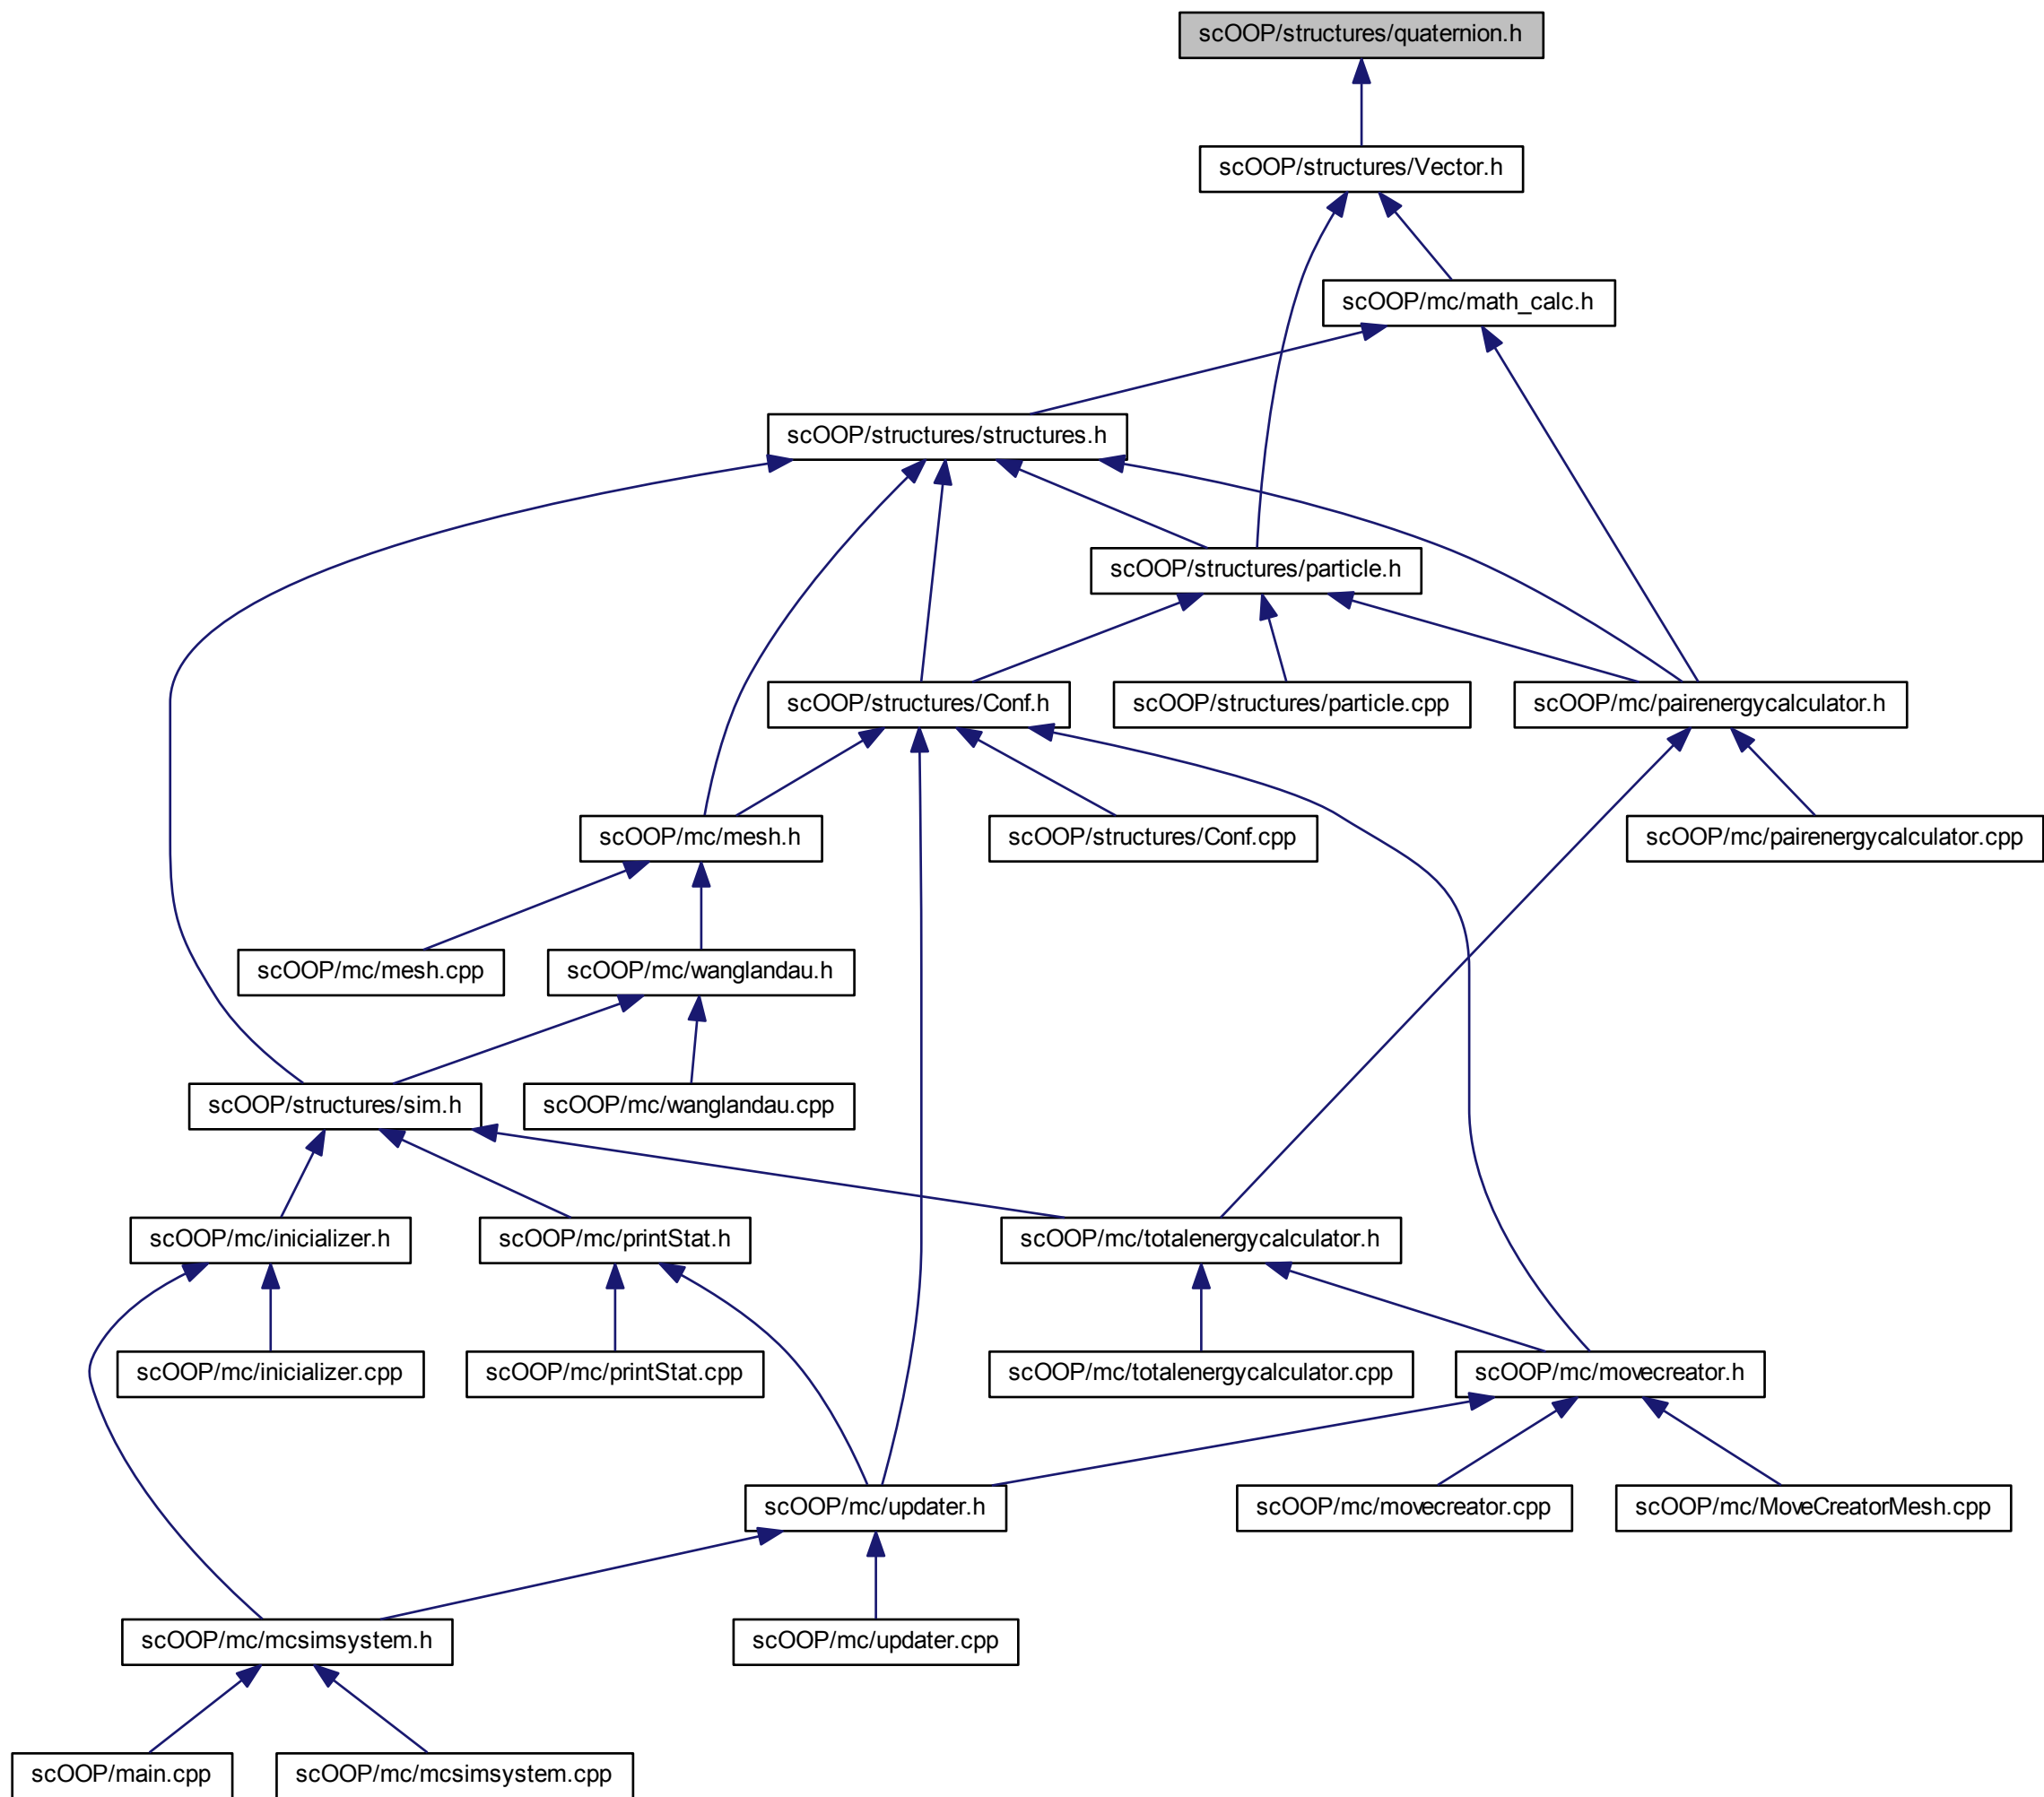 scOOP/structures/quaternion.h
scOOP/structures/Vector.h
scOOP/mc/math_calc.h
scOOP/structures/structures.h
scOOP/structures/particle.h
scOOP/structures/Conf.h
scOOP/structures/particle.cpp
scOOP/mc/pairenergycalculator.h
scOOP/mc/mesh.h
scOOP/structures/Conf.cpp
scOOP/mc/pairenergycalculator.cpp
scOOP/mc/mesh.cpp
scOOP/mc/wanglandau.h
scOOP/structures/sim.h
scOOP/mc/wanglandau.cpp
scOOP/mc/inicializer.h
scOOP/mc/printStat.h
scOOP/mc/totalenergycalculator.h
scOOP/mc/inicializer.cpp
scOOP/mc/printStat.cpp
scOOP/mc/totalenergycalculator.cpp
scOOP/mc/movecreator.h
scOOP/mc/updater.h
scOOP/mc/movecreator.cpp
scOOP/mc/MoveCreatorMesh.cpp
scOOP/mc/mcsimsystem.h
scOOP/mc/updater.cpp
scOOP/main.cpp
scOOP/mc/mcsimsystem.cpp